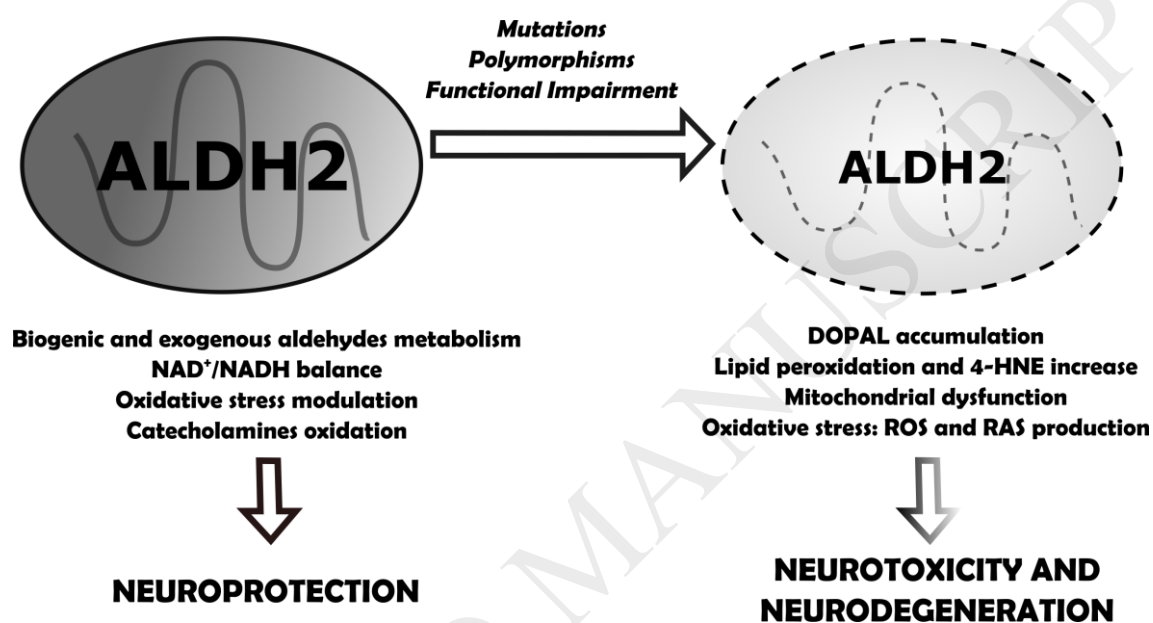 Mutations
Polymorphisms
Functional Impairment
ALDH2
ALDH2
Biogenic and exogenous aldehydes metabolism
NAD⁺/NADH balance
Oxidative stress modulation
Catecholamines oxidation
NEUROPROTECTION
DOPAL accumulation
Lipid peroxidation and 4-HNE increase
Mitochondrial dysfunction
Oxidative stress: ROS and RAS production
NEUROTOXICITY AND
NEURODEGENERATION
MANUSCRIP